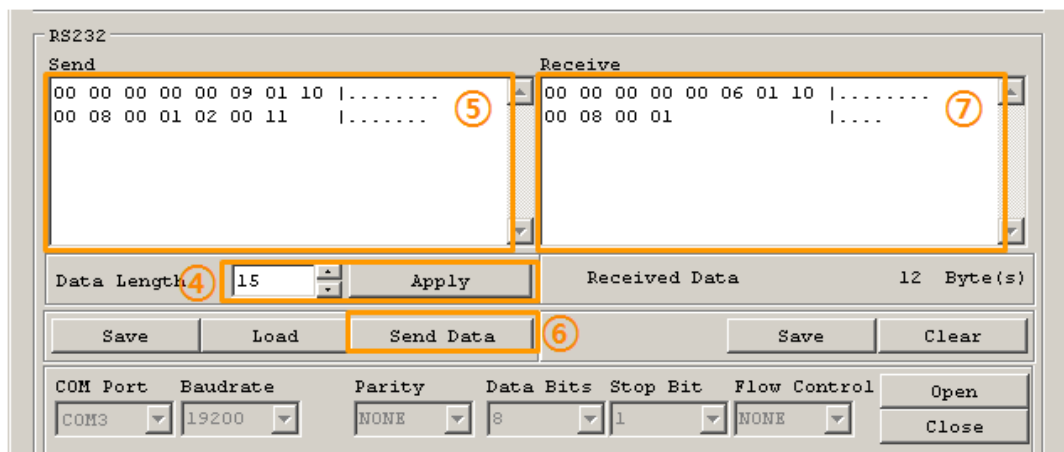 RS232
Send Receive
00 00 00 00 00 09 01 10 |........ ⑤ 00 00 00 00 00 06 01 10 |........ ⑦
00 08 00 01 02 00 11 |....... 00 08 00 01 |....
Data Length ④ 15 Apply Received Data 12 Byte(s)
Save Load Send Data ⑥ Save Clear
COM Port Baudrate Parity Data Bits Stop Bit Flow Control Open
COM3 19200 NONE 8 1 NONE Close